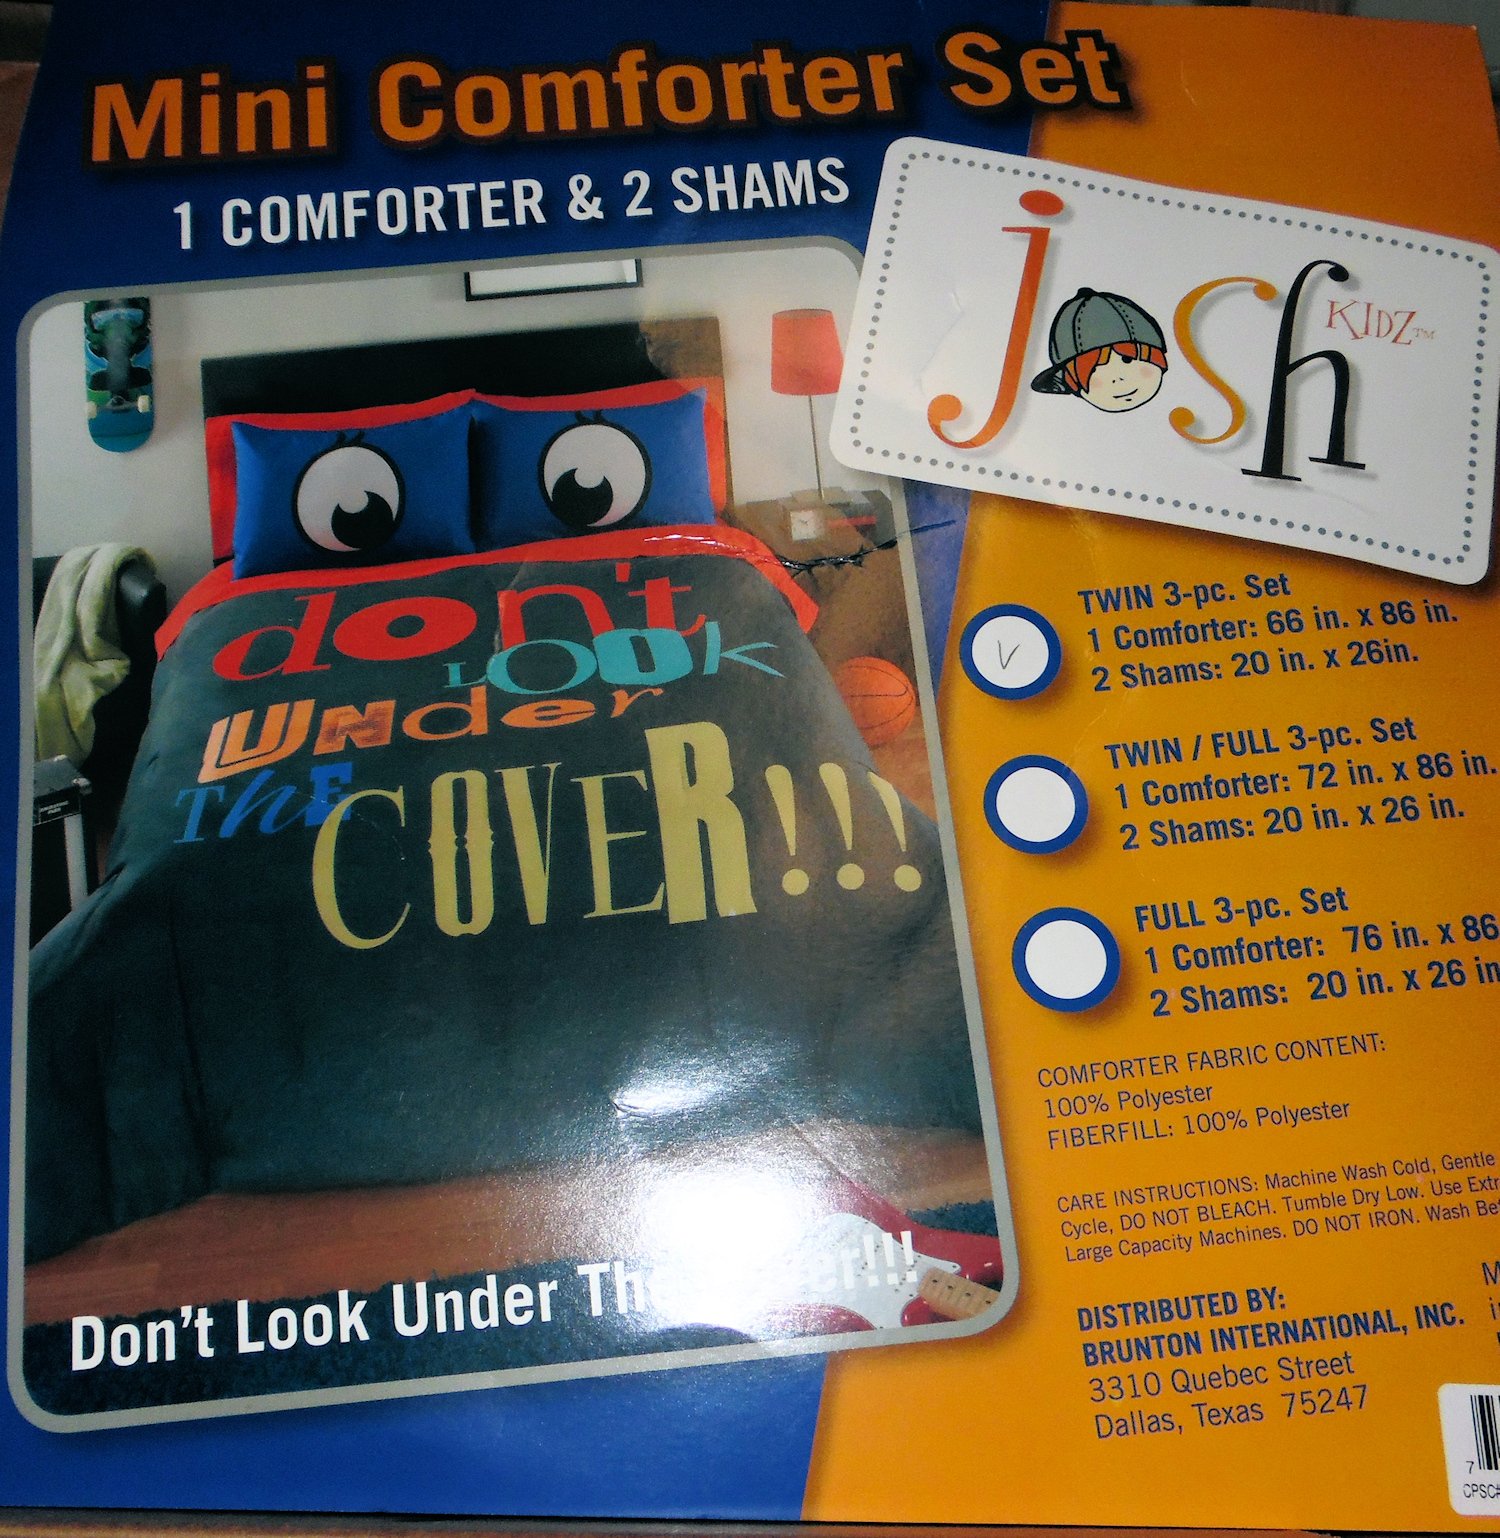 Mini Comforter Set
1 COMFORTER & 2 SHAMS
josh
KIDZ™
don't
LOOK
UNder
The
COVER!!!
Don't Look Under Th
er!!!
TWIN 3-pc. Set
1 Comforter: 66 in. x 86 in.
2 Shams: 20 in. x 26in.
TWIN / FULL 3-pc. Set
1 Comforter: 72 in. x 86 in.
2 Shams: 20 in. x 26 in.
FULL 3-pc. Set
1 Comforter: 76 in. x 86
2 Shams: 20 in. x 26 in
COMFORTER FABRIC CONTENT:
100% Polyester
FIBERFILL: 100% Polyester
CARE INSTRUCTIONS: Machine Wash Cold, Gentle
Cycle, DO NOT BLEACH. Tumble Dry Low. Use Extr
Large Capacity Machines. DO NOT IRON. Wash Be
DISTRIBUTED BY:
BRUNTON INTERNATIONAL, INC.
3310 Quebec Street
Dallas, Texas 75247
7
CPSC